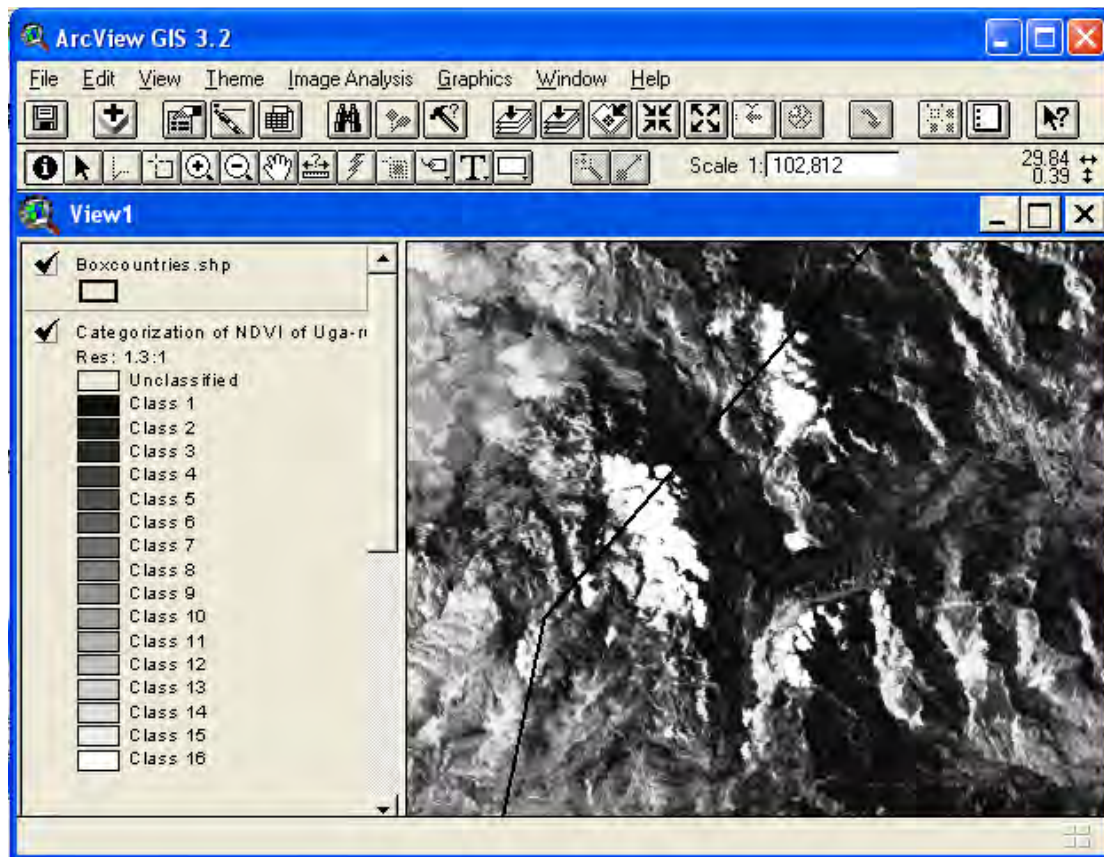 ArcView GIS 3.2
File Edit View Theme Image Analysis Graphics Window Help
Scale 1: 102,812
29.84
0.39
View1
Boxcountries.shp
Categorization of NDVI of Uga-n
Res: 1.3:1
Unclassified
Class 1
Class 2
Class 3
Class 4
Class 5
Class 6
Class 7
Class 8
Class 9
Class 10
Class 11
Class 12
Class 13
Class 14
Class 15
Class 16